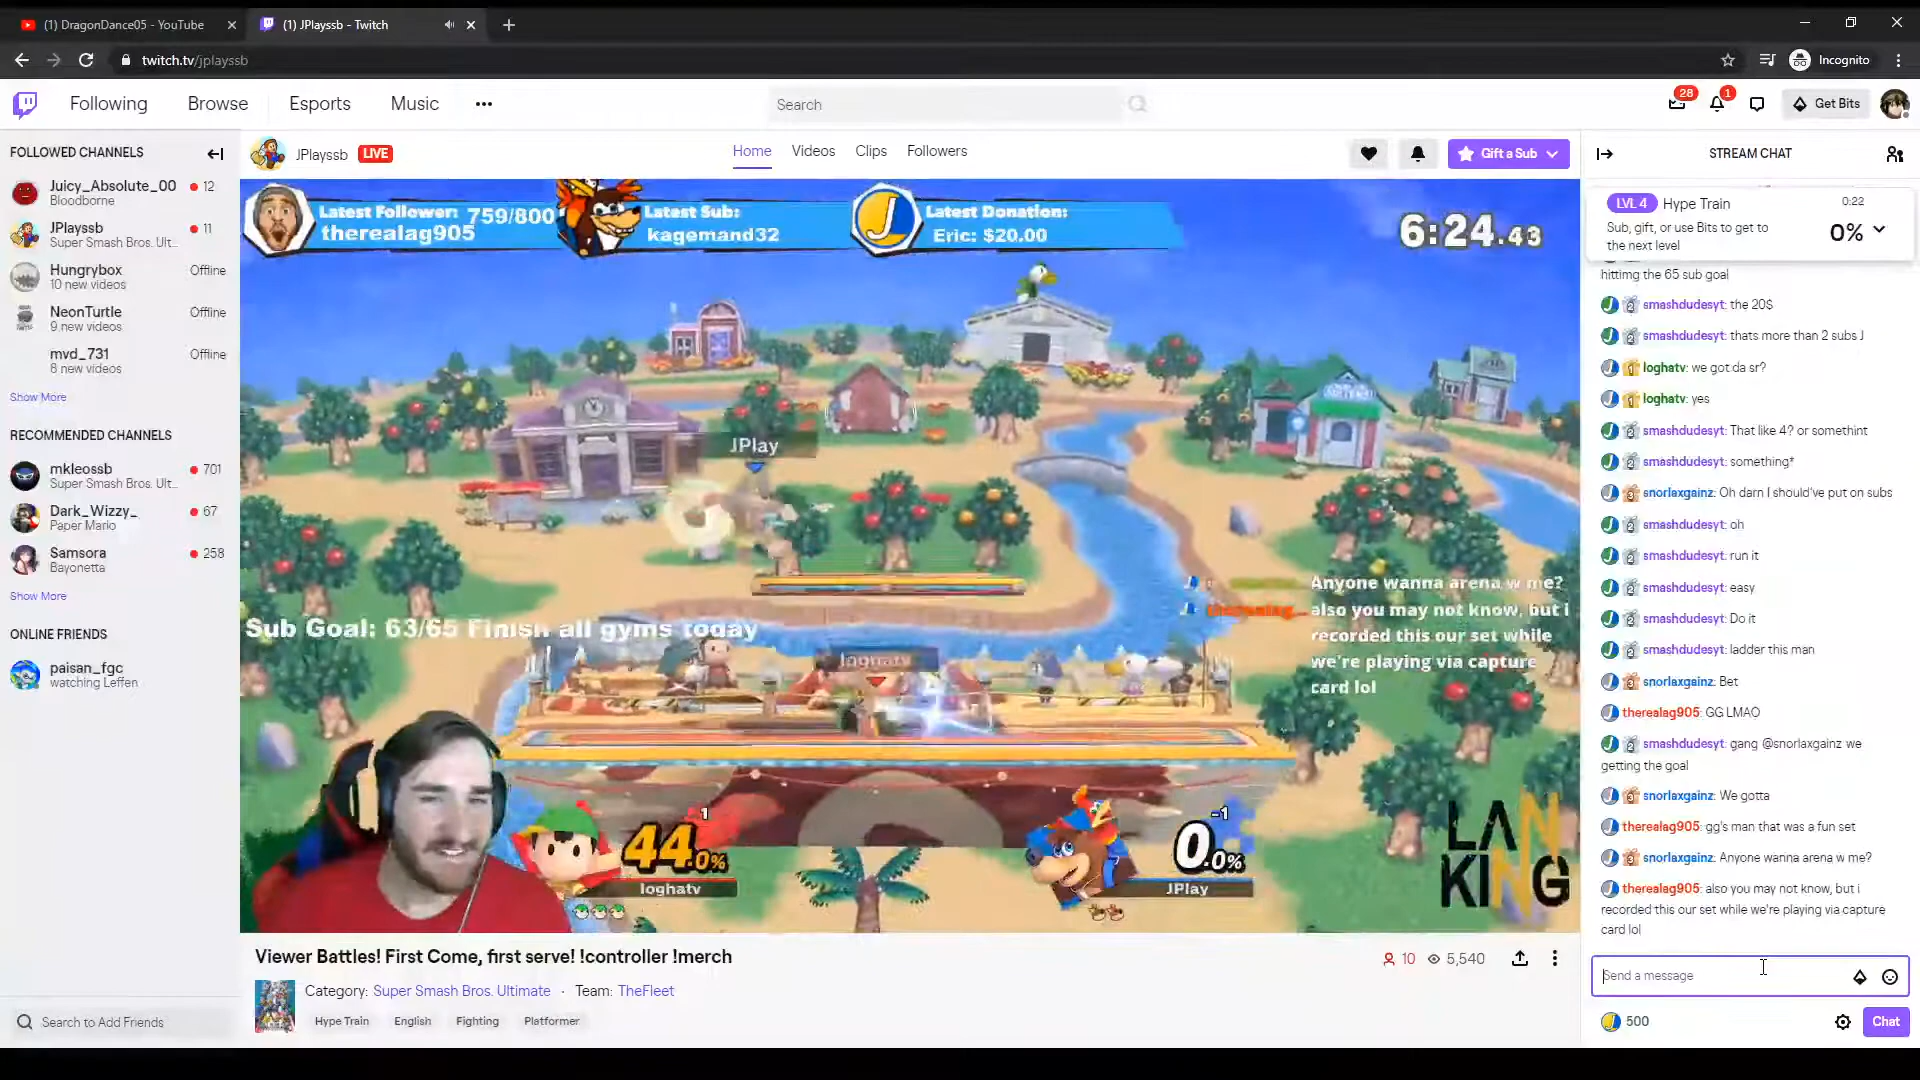 (1) DragonDance05 - YouTube
(1) JPlayssb - Twitch
twitch.tv/jplayssb
Incognito
Following
Browse
Esports
Music
Search
28
1
Get Bits
FOLLOWED CHANNELS
Juicy_Absolute_00
12
Bloodborne
JPlayssb
11
Super Smash Bros. Ult...
Hungrybox
Offline
10 new videos
NeonTurtle
Offline
9 new videos
mvd_731
Offline
8 new videos
Show More
RECOMMENDED CHANNELS
mkleossb
701
Super Smash Bros. Ult...
Dark_Wizzy_
67
Paper Mario
Samsora
258
Bayonetta
Show More
ONLINE FRIENDS
paisan_fgc
watching Leffen
Search to Add Friends
JPlayssb
LIVE
Home
Videos
Clips
Followers
Gift a Sub
Latest Follower:
759/800
therealag905
Latest Sub:
kagemand32
Latest Donation:
Eric: $20.00
6:24.43
JPlay
Sub Goal: 63/65 Finish all gyms today
loghatv
Anyone wanna arena w me?
also you may not know, but i
recorded this our set while
we're playing via capture
card lol
1
44.0%
loghatv
-1
0.0%
JPlay
LAN
KING
Viewer Battles! First Come, first serve! !controller !merch
10
5,540
Category: Super Smash Bros. Ultimate · Team: TheFleet
Hype Train
English
Fighting
Platformer
STREAM CHAT
LVL 4
Hype Train
0:22
Sub, gift, or use Bits to get to
the next level
0%
hittimg the 65 sub goal
smashdudesyt: the 20$
smashdudesyt: thats more than 2 subs J
loghatv: we got da sr?
loghatv: yes
smashdudesyt: That like 4? or somethint
smashdudesyt: something*
snorlaxgainz: Oh darn I should've put on subs
smashdudesyt: oh
smashdudesyt: run it
smashdudesyt: easy
smashdudesyt: Do it
smashdudesyt: ladder this man
snorlaxgainz: Bet
therealag905: GG LMAO
smashdudesyt: gang @snorlaxgainz we
getting the goal
snorlaxgainz: We gotta
therealag905: gg's man that was a fun set
snorlaxgainz: Anyone wanna arena w me?
therealag905: also you may not know, but i
recorded this our set while we're playing via capture
card lol
Send a message
500
Chat